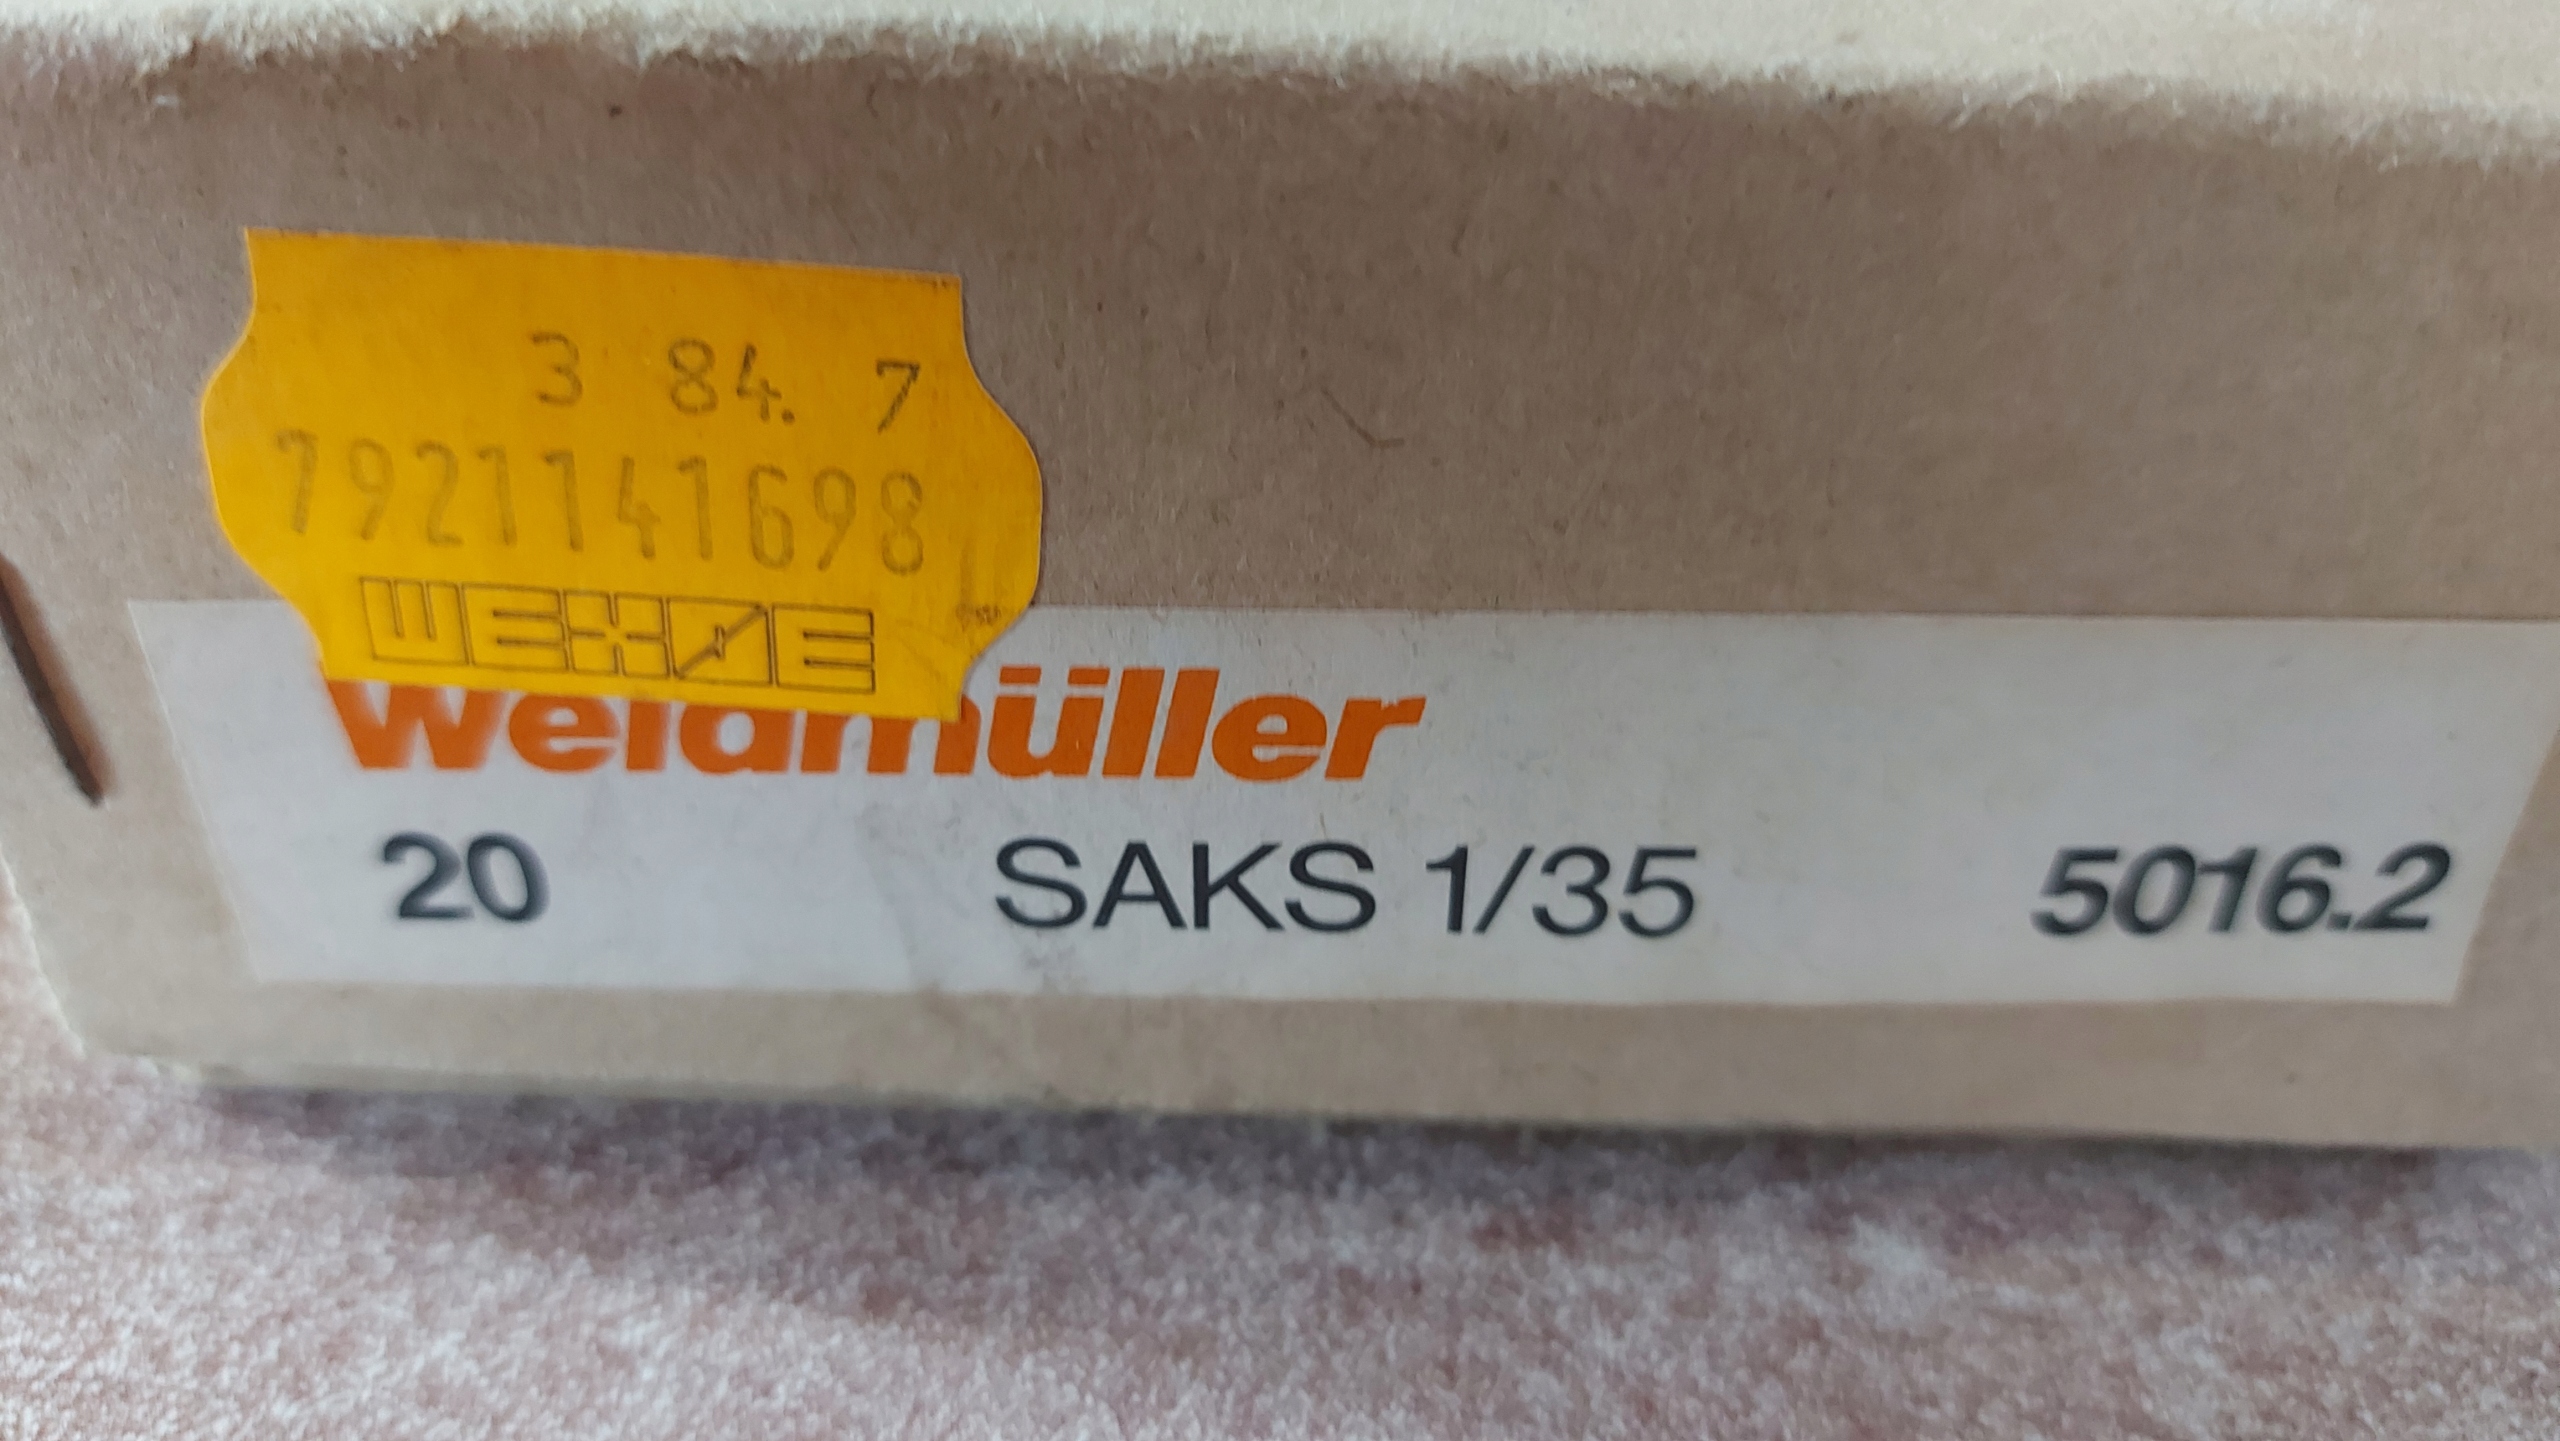 3 84. 7
7921141698
WEXØE
Weidmüller
20 SAKS 1/35 5016.2